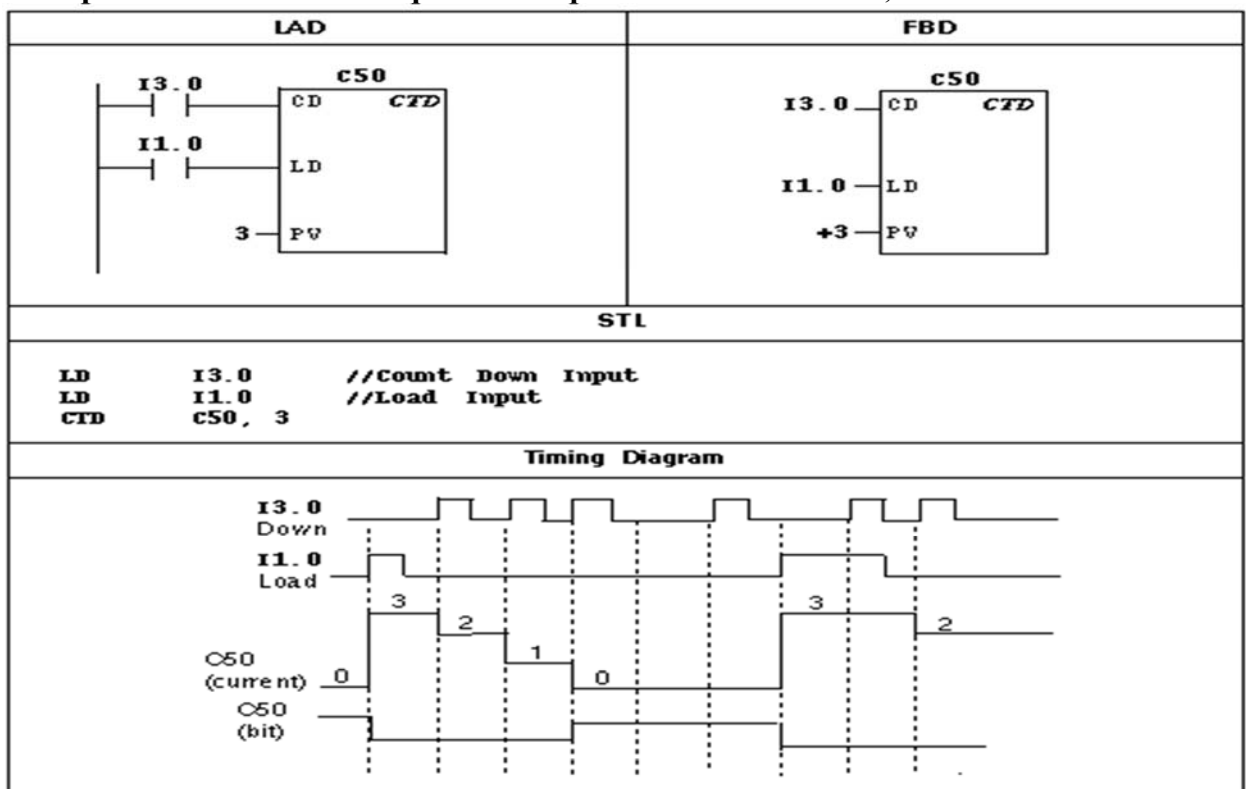 LAD
FBD
I3.0
C50
CD CTD
I1.0
LD
3 PV
C50
I3.0 CD CTD
I1.0 LD
+3 PV
STL
LD I3.0 //Count Down Input
LD I1.0 //Load Input
CTD C50, 3
Timing Diagram
I3.0
Down
I1.0
Load
3
2
1
0
0
3
2
C50
(current)
C50
(bit)